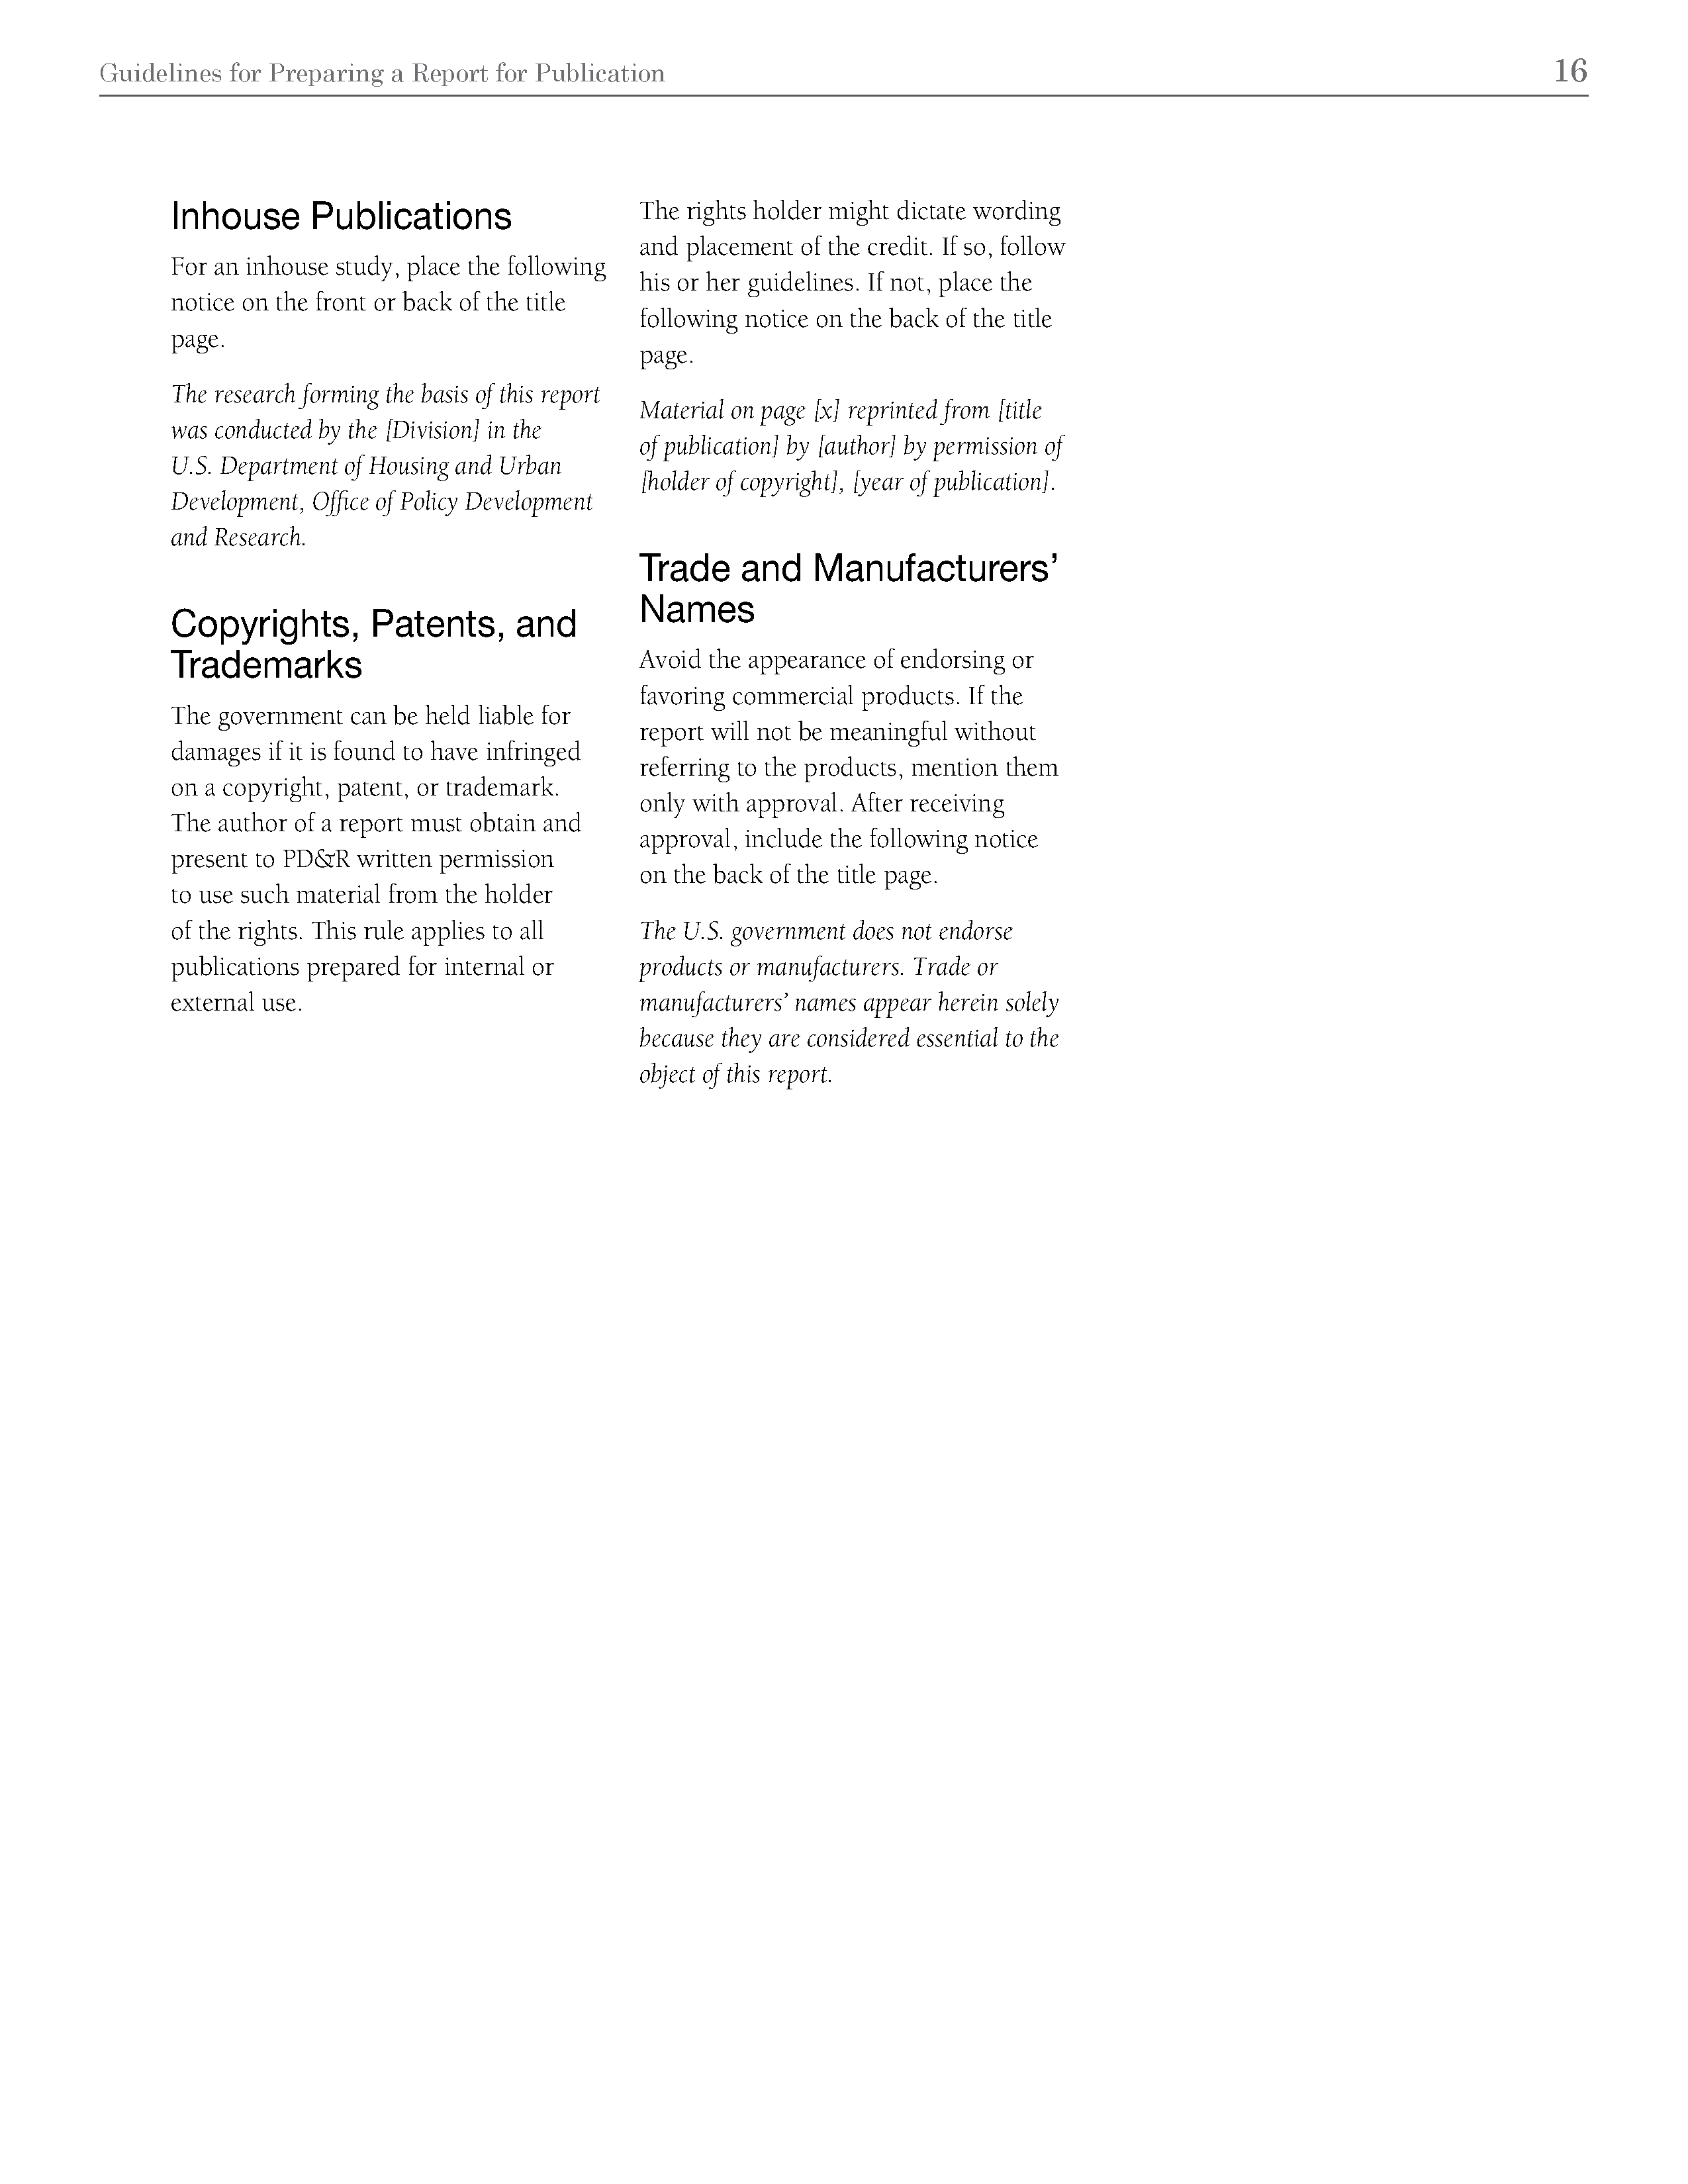 Guidelines for Preparing a Report for Publication 16
Inhouse Publications
For an inhouse study, place the following
notice on the front or back of the title
page.
The research forming the basis of this report
was conducted by the [Division] in the
U.S. Department of Housing and Urban
Development, Office of Policy Development
and Research.
Copyrights, Patents, and
Trademarks
The government can be held liable for
damages if it is found to have infringed
on a copyright, patent, or trademark.
The author of a report must obtain and
present to PD&R written permission
to use such material from the holder
of the rights. This rule applies to all
publications prepared for internal or
external use.
The rights holder might dictate wording
and placement of the credit. If so, follow
his or her guidelines. If not, place the
following notice on the back of the title
page.
Material on page [x] reprinted from [title
of publication] by [author] by permission of
[holder of copyright], [year of publication].
Trade and Manufacturers’
Names
Avoid the appearance of endorsing or
favoring commercial products. If the
report will not be meaningful without
referring to the products, mention them
only with approval. After receiving
approval, include the following notice
on the back of the title page.
The U.S. government does not endorse
products or manufacturers. Trade or
manufacturers’ names appear herein solely
because they are considered essential to the
object of this report.